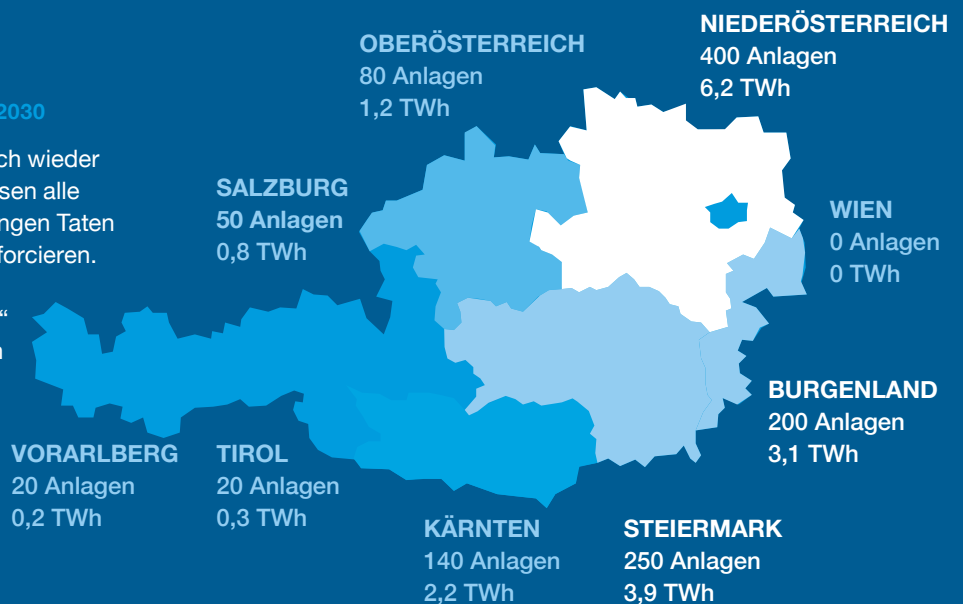 2030
ch wieder
sen alle
ngen Taten
forcieren.
“
n
OBERÖSTERREICH
80 Anlagen
1,2 TWh
NIEDERÖSTERREICH
400 Anlagen
6,2 TWh
SALZBURG
50 Anlagen
0,8 TWh
WIEN
0 Anlagen
0 TWh
BURGENLAND
200 Anlagen
3,1 TWh
VORARLBERG
20 Anlagen
0,2 TWh
TIROL
20 Anlagen
0,3 TWh
KÄRNTEN
140 Anlagen
2,2 TWh
STEIERMARK
250 Anlagen
3,9 TWh